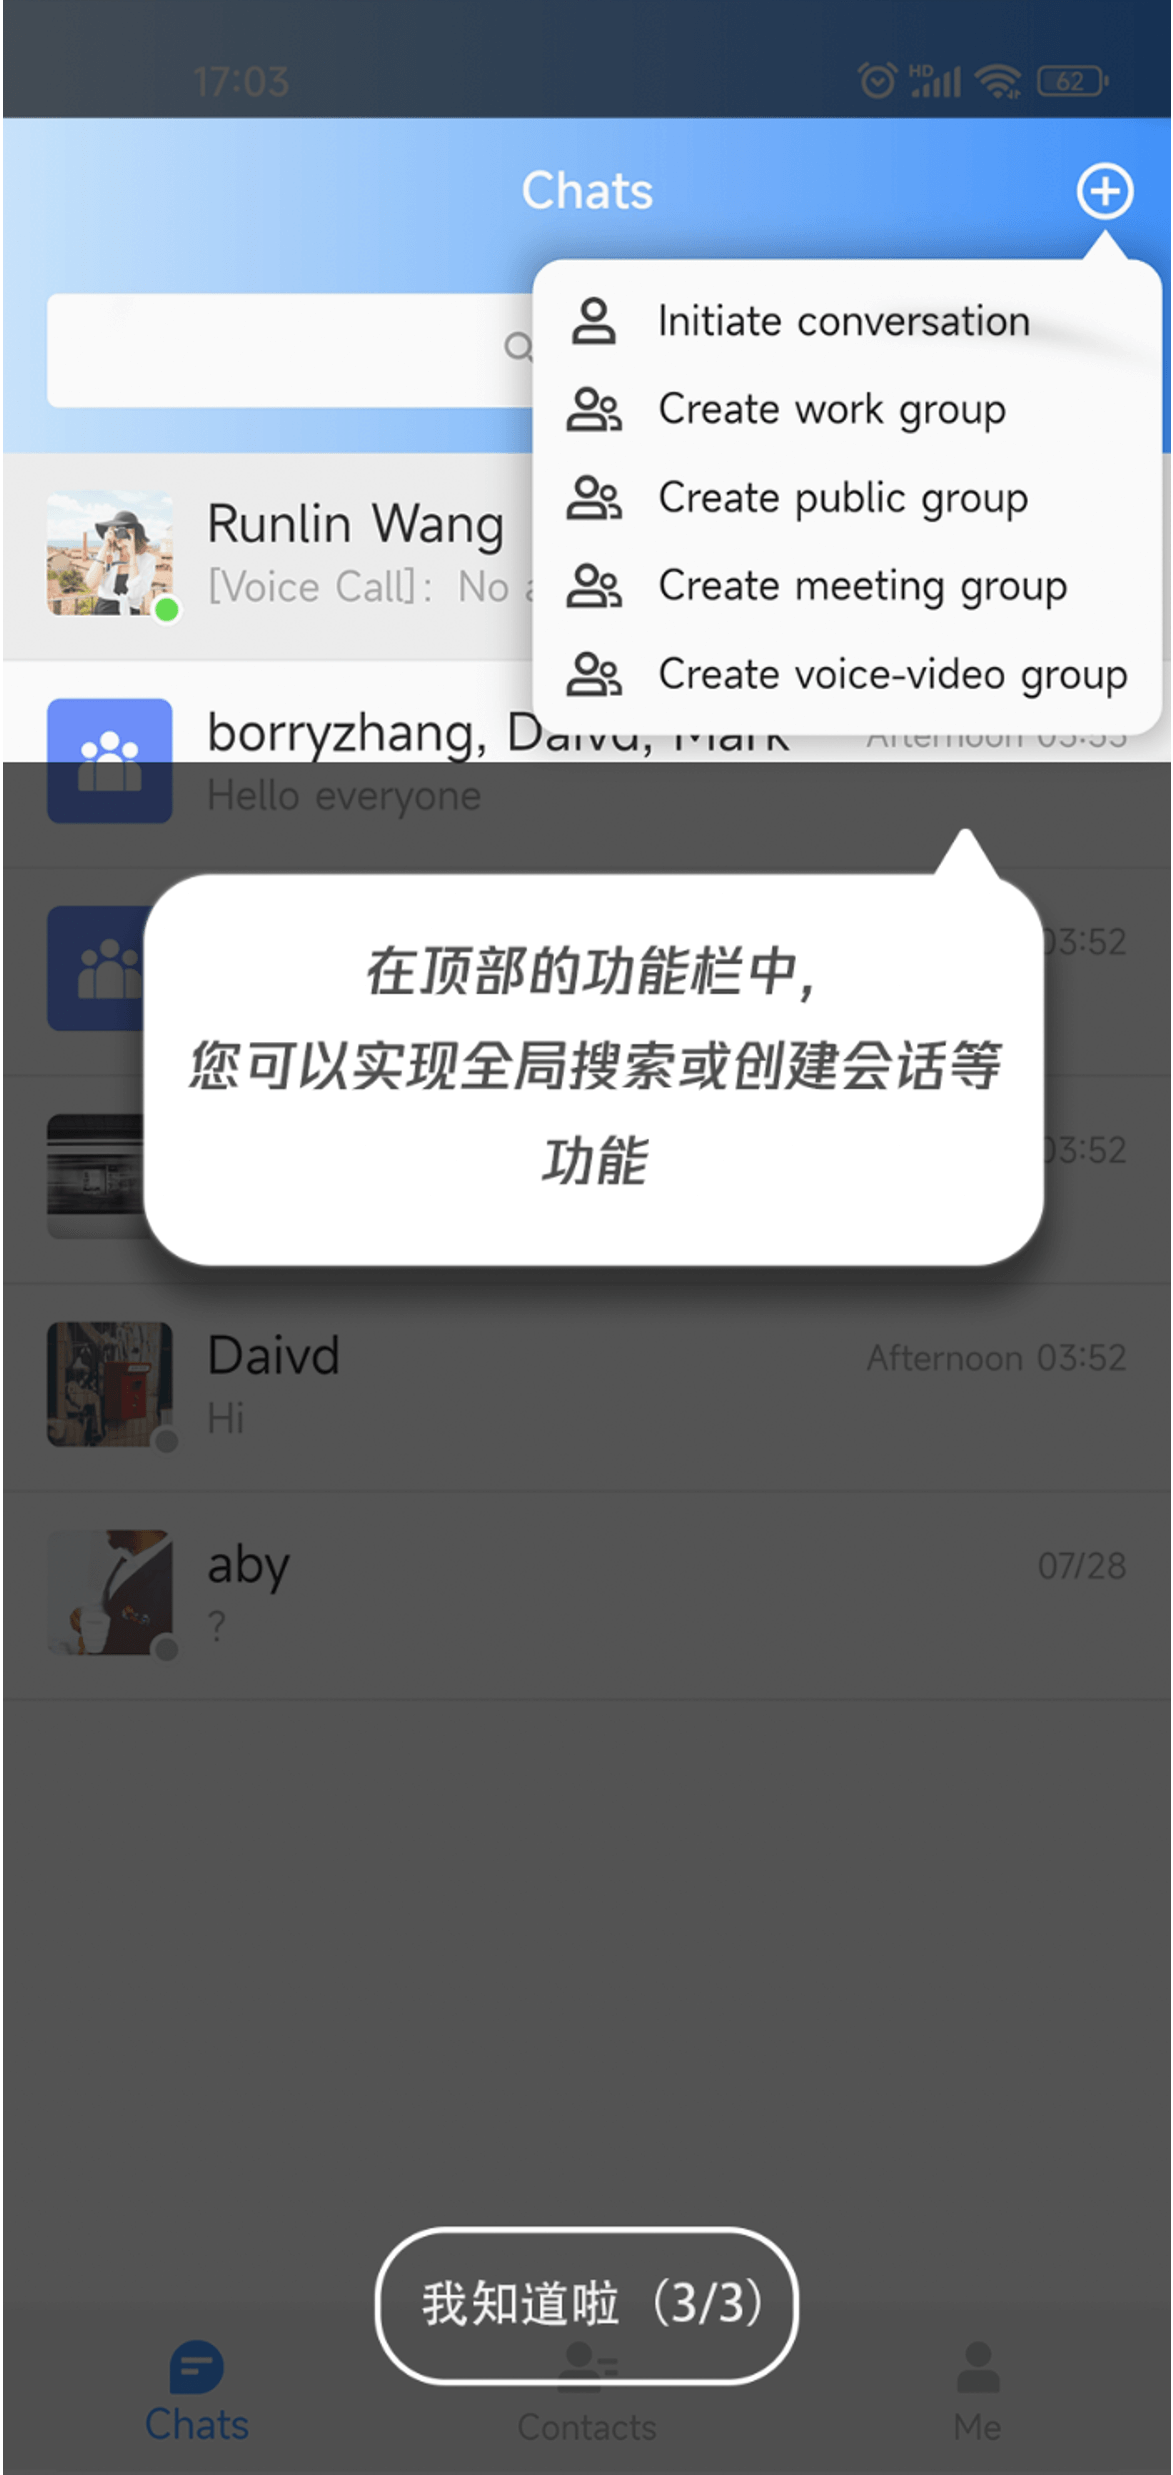 17:03
HD
62
Chats
Initiate conversation
Create work group
Create public group
Create meeting group
Create voice-video group
Runlin Wang
[Voice Call]: No
borryzhang, Daivd, Mark
Afternoon 03:53
Hello everyone
03:52
在顶部的功能栏中,
您可以实现全局搜索或创建会话等
功能
03:52
Daivd
Afternoon 03:52
Hi
aby
07/28
?
我知道啦（3/3）
Chats
Contacts
Me